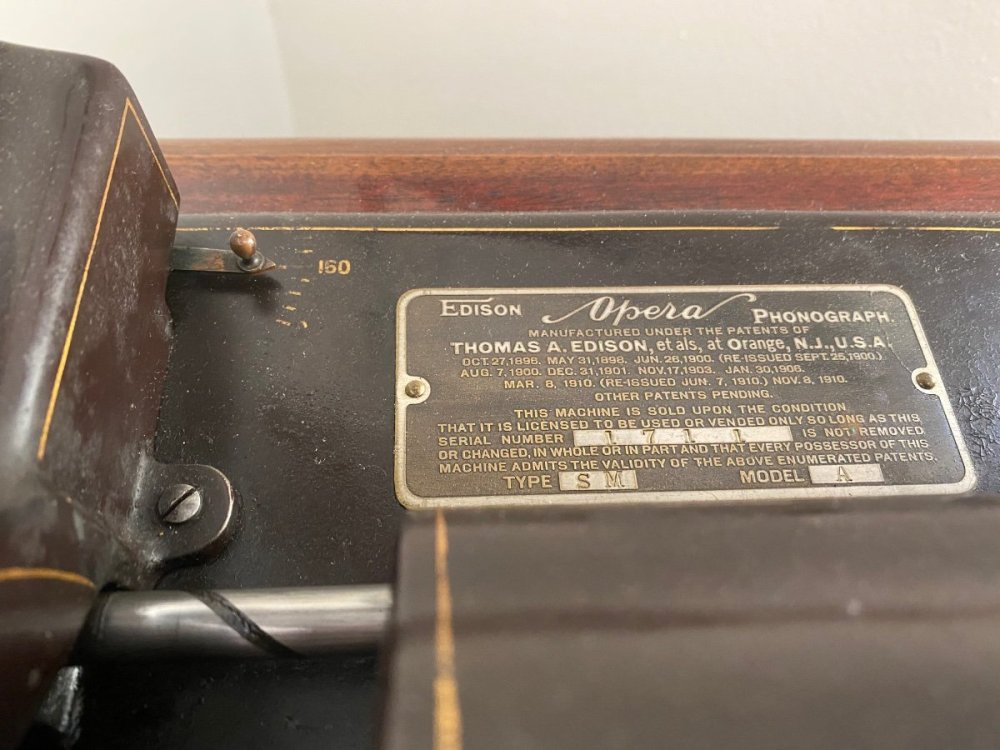 160
EDISON Opera PHONOGRAPH.
MANUFACTURED UNDER THE PATENTS OF
THOMAS A. EDISON, et als, at Orange, N.J., U.S.A.
OCT. 27, 1896. MAY 31, 1898. JUN. 26, 1900. (RE-ISSUED SEPT. 25, 1900.)
AUG. 7, 1900. DEC. 31, 1901. NOV. 17, 1903. JAN. 30, 1906.
MAR. 8, 1910. (RE-ISSUED JUN. 7, 1910.) NOV. 8, 1910.
OTHER PATENTS PENDING.
THIS MACHINE IS SOLD UPON THE CONDITION
THAT IT IS LICENSED TO BE USED OR VENDED ONLY SO LONG AS THIS
SERIAL NUMBER 1711 IS NOT REMOVED
OR CHANGED, IN WHOLE OR IN PART AND THAT EVERY POSSESSOR OF THIS
MACHINE ADMITS THE VALIDITY OF THE ABOVE ENUMERATED PATENTS.
TYPE SM MODEL A